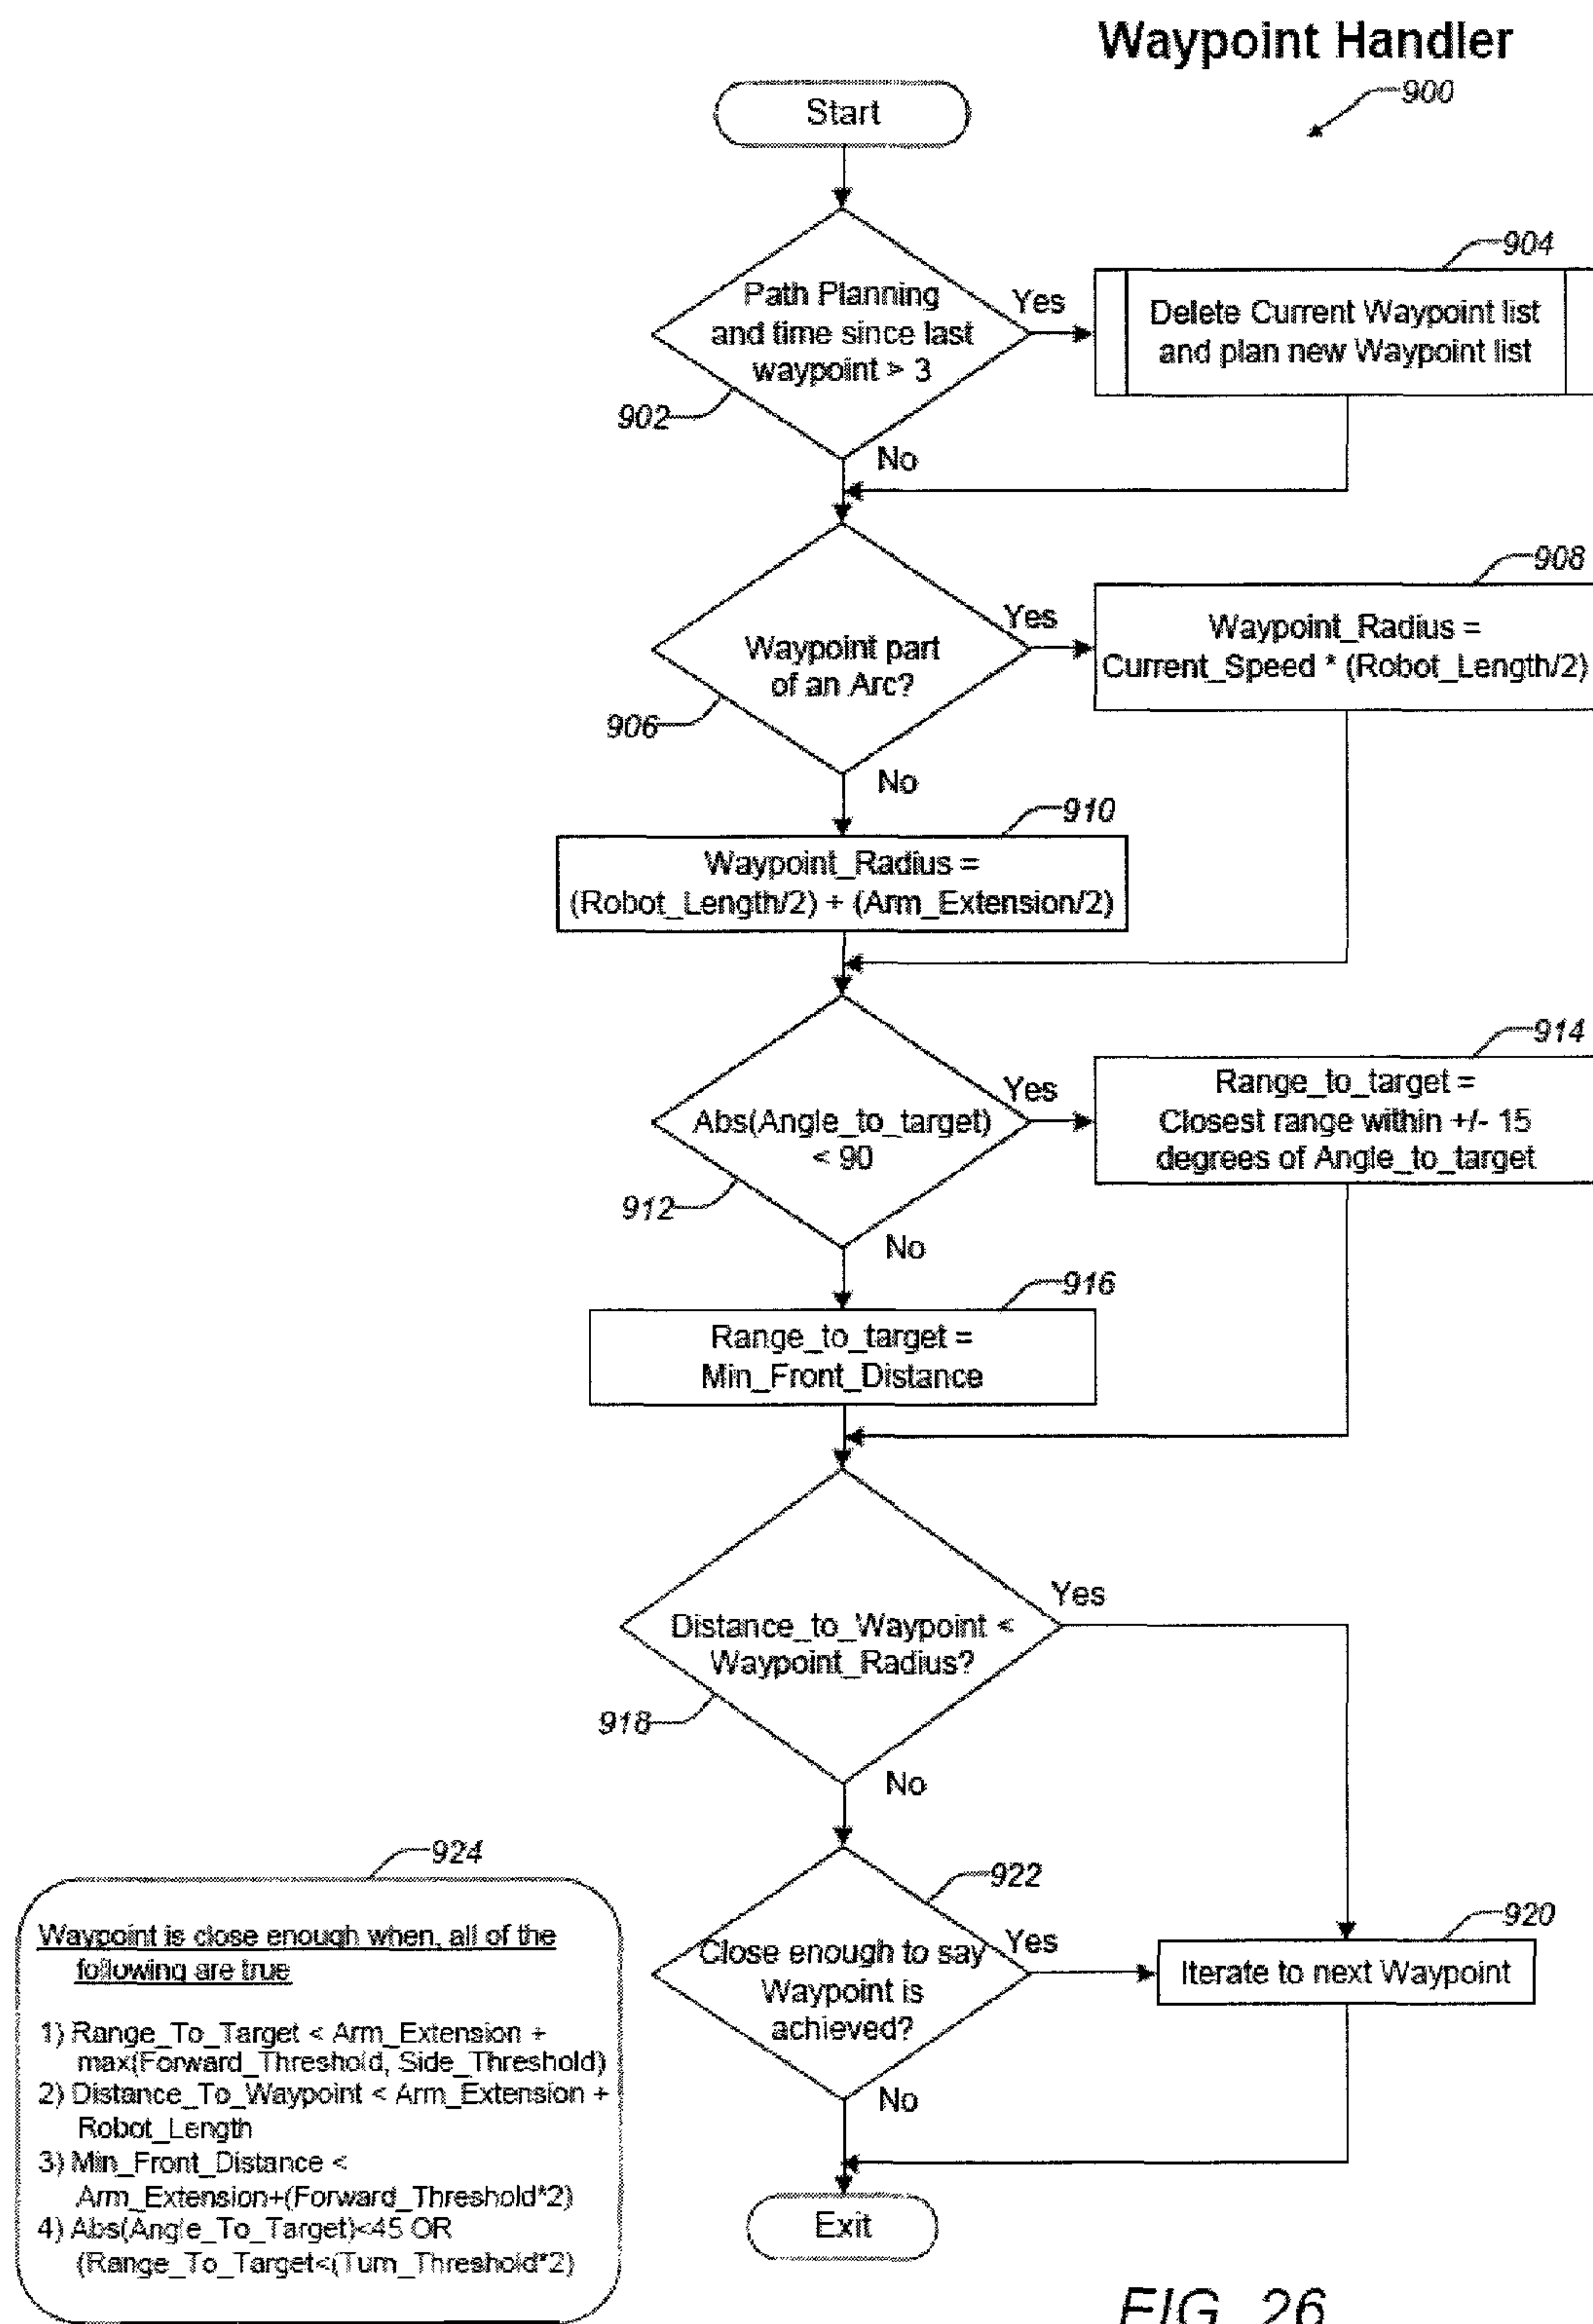 Waypoint Handler
900
Start
904
Path Planning
and time since last
waypoint > 3
Yes
Delete Current Waypoint list
and plan new Waypoint list
902
No
908
Waypoint part
of an Arc?
Yes
Waypoint_Radius =
Current_Speed * (Robot_Length/2)
906
No
910
Waypoint_Radius =
(Robot_Length/2) + (Arm_Extension/2)
914
Abs(Angle_to_target)
< 90
Yes
Range_to_target =
Closest range within +/- 15
degrees of Angle_to_target
912
No
916
Range_to_target =
Min_Front_Distance
Distance_to_Waypoint <
Waypoint_Radius?
Yes
918
No
922
Close enough to say
Waypoint is
achieved?
Yes
920
Iterate to next Waypoint
No
Exit
924
Waypoint is close enough when, all of the
following are true
1) Range_To_Target < Arm_Extension +
max(Forward_Threshold, Side_Threshold)
2) Distance_To_Waypoint < Arm_Extension +
Robot_Length
3) Min_Front_Distance <
Arm_Extension+(Forward_Threshold*2)
4) Abs(Angle_To_Target)<45 OR
(Range_To_Target<(Turn_Threshold*2)
FIG. 26